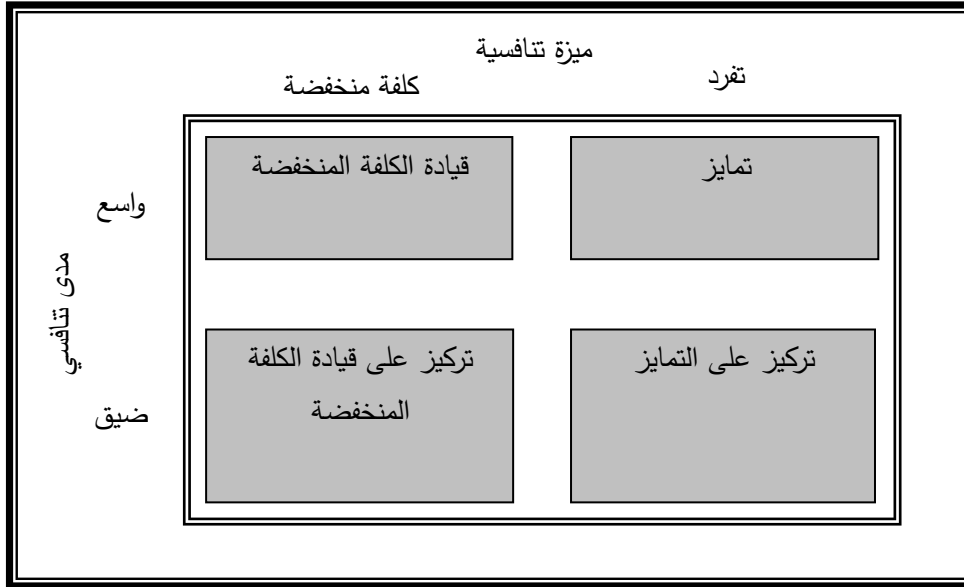 ميزة تنافسية
تفرد
كلفة منخفضة
تمايز
قيادة الكلفة المنخفضة
واسع
مدى تنافسي
تركيز على التمايز
تركيز على قيادة الكلفة
المنخفضة
ضيق